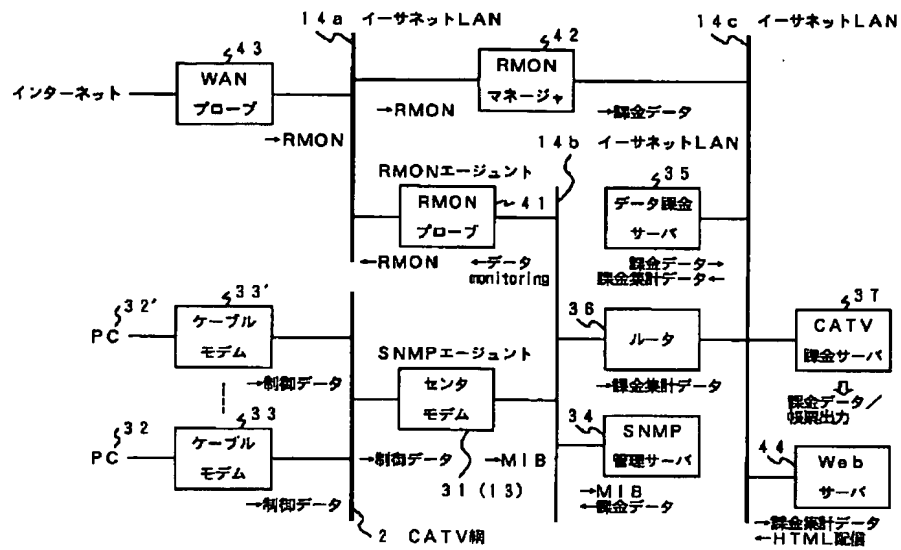 14a イーサネットLAN
14c イーサネットLAN
43
WAN
プローブ
インターネット
→RMON
42
RMON
マネージャ
→RMON
→課金データ
14b イーサネットLAN
RMONエージェント
RMON
プローブ
41
←RMON
←データ
monitoring
35
データ課金
サーバ
課金データ→
課金集計データ←
33'
ケーブル
モデム
PC 32'
→制御データ
33
ケーブル
モデム
PC 32
→制御データ
SNMPエージェント
センタ
モデム
→制御データ
→MIB
31(13)
2 CATV網
36
ルータ
→課金集計データ
34
SNMP
管理サーバ
→MIB
←課金データ
37
CATV
課金サーバ
課金データ/
帳票出力
44
Web
サーバ
→課金集計データ
←HTML配信